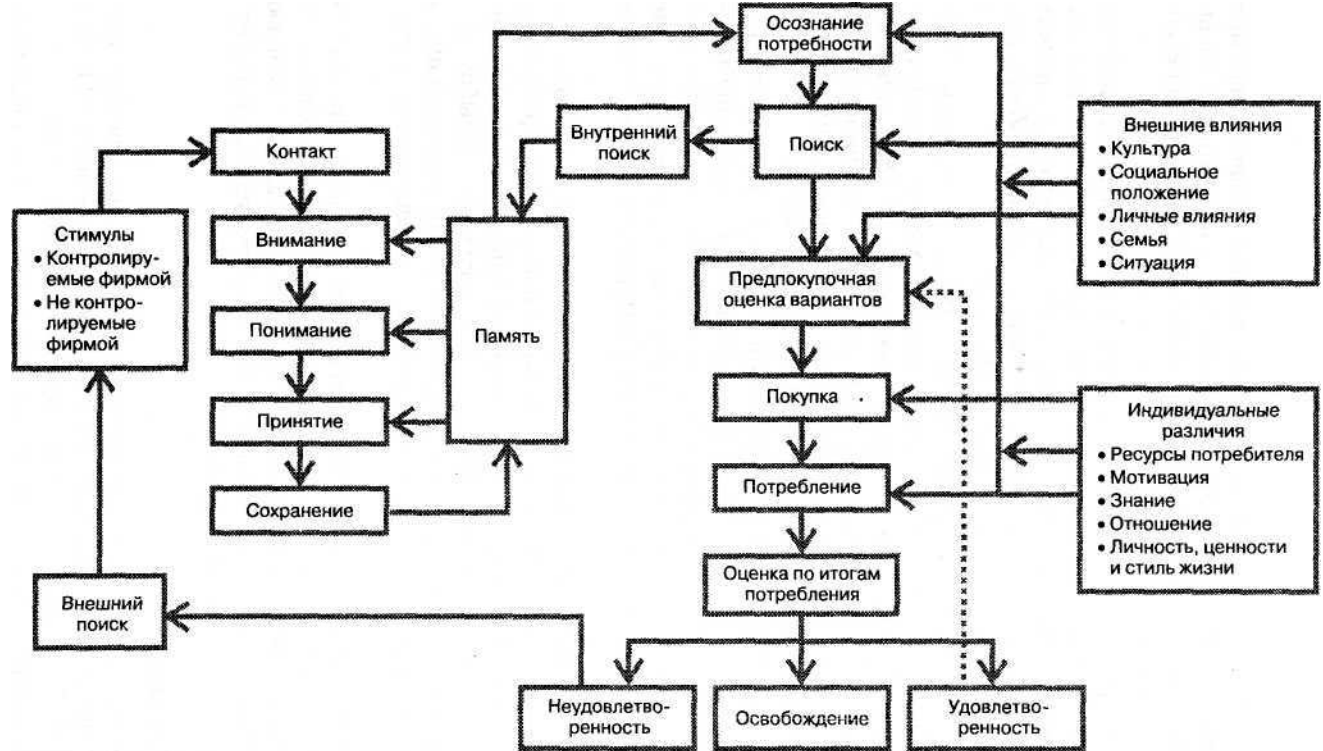 Осознание
потребности
Внутренний
поиск
Поиск
Внешние влияния
• Культура
• Социальное
положение
• Личные влияния
• Семья
• Ситуация
Контакт
Внимание
Понимание
Принятие
Сохранение
Стимулы
• Контролируе-
мые фирмой
• Не контро-
лируемые
фирмой
Память
Предпокупочная
оценка вариантов
Покупка
Потребление
Оценка по итогам
потребления
Индивидуальные
различия
• Ресурсы потребителя
• Мотивация
• Знание
• Отношение
• Личность, ценности
и стиль жизни
Внешний
поиск
Неудовлетво-
ренность
Освобождение
Удовлетво-
ренность